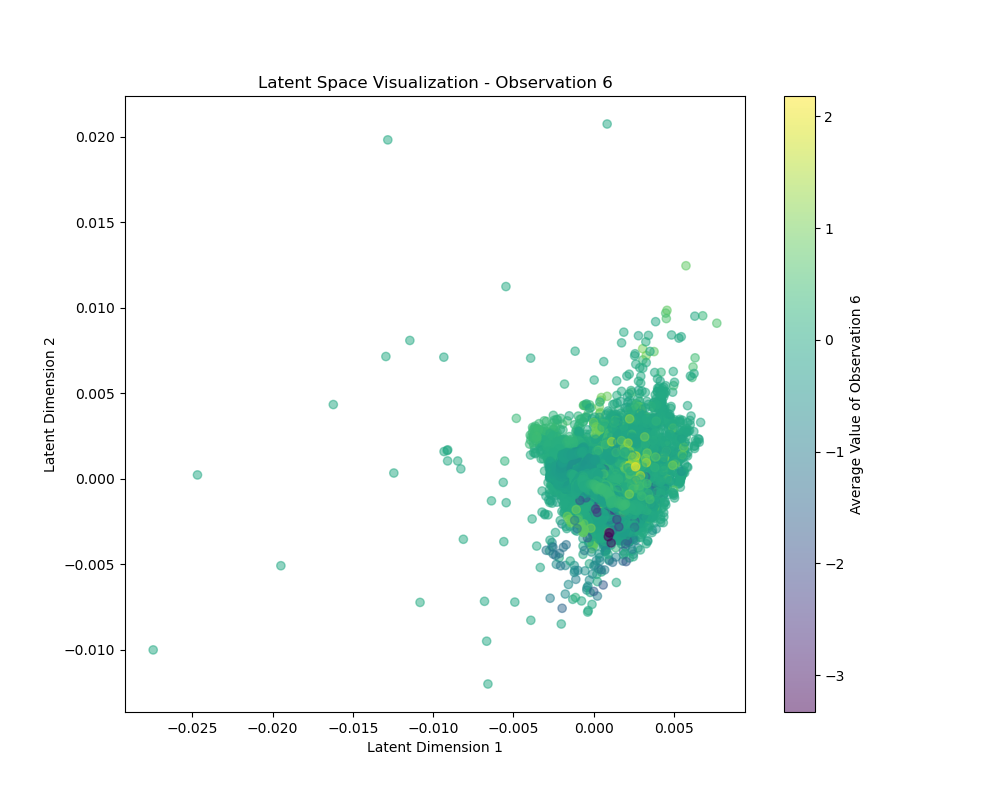 Latent Space Visualization - Observation 6
0.020
0.015
0.010
0.005
0.000
−0.005
−0.010
Latent Dimension 2
−0.025 −0.020 −0.015 −0.010 −0.005 0.000 0.005
Latent Dimension 1
2
1
0
−1
−2
−3
Average Value of Observation 6